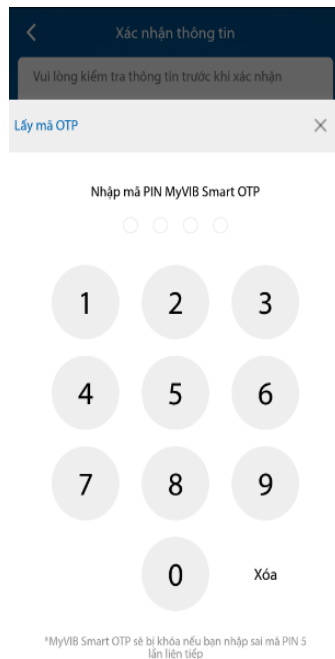 Xác nhận thông tin
Vui lòng kiểm tra thông tin trước khi xác nhận
Lấy mã OTP
Nhập mã PIN MyVIB Smart OTP
1 2 3
4 5 6
7 8 9
0 Xóa
*MyVIB Smart OTP sẽ bị khóa nếu bạn nhập sai mã PIN 5
lần liên tiếp